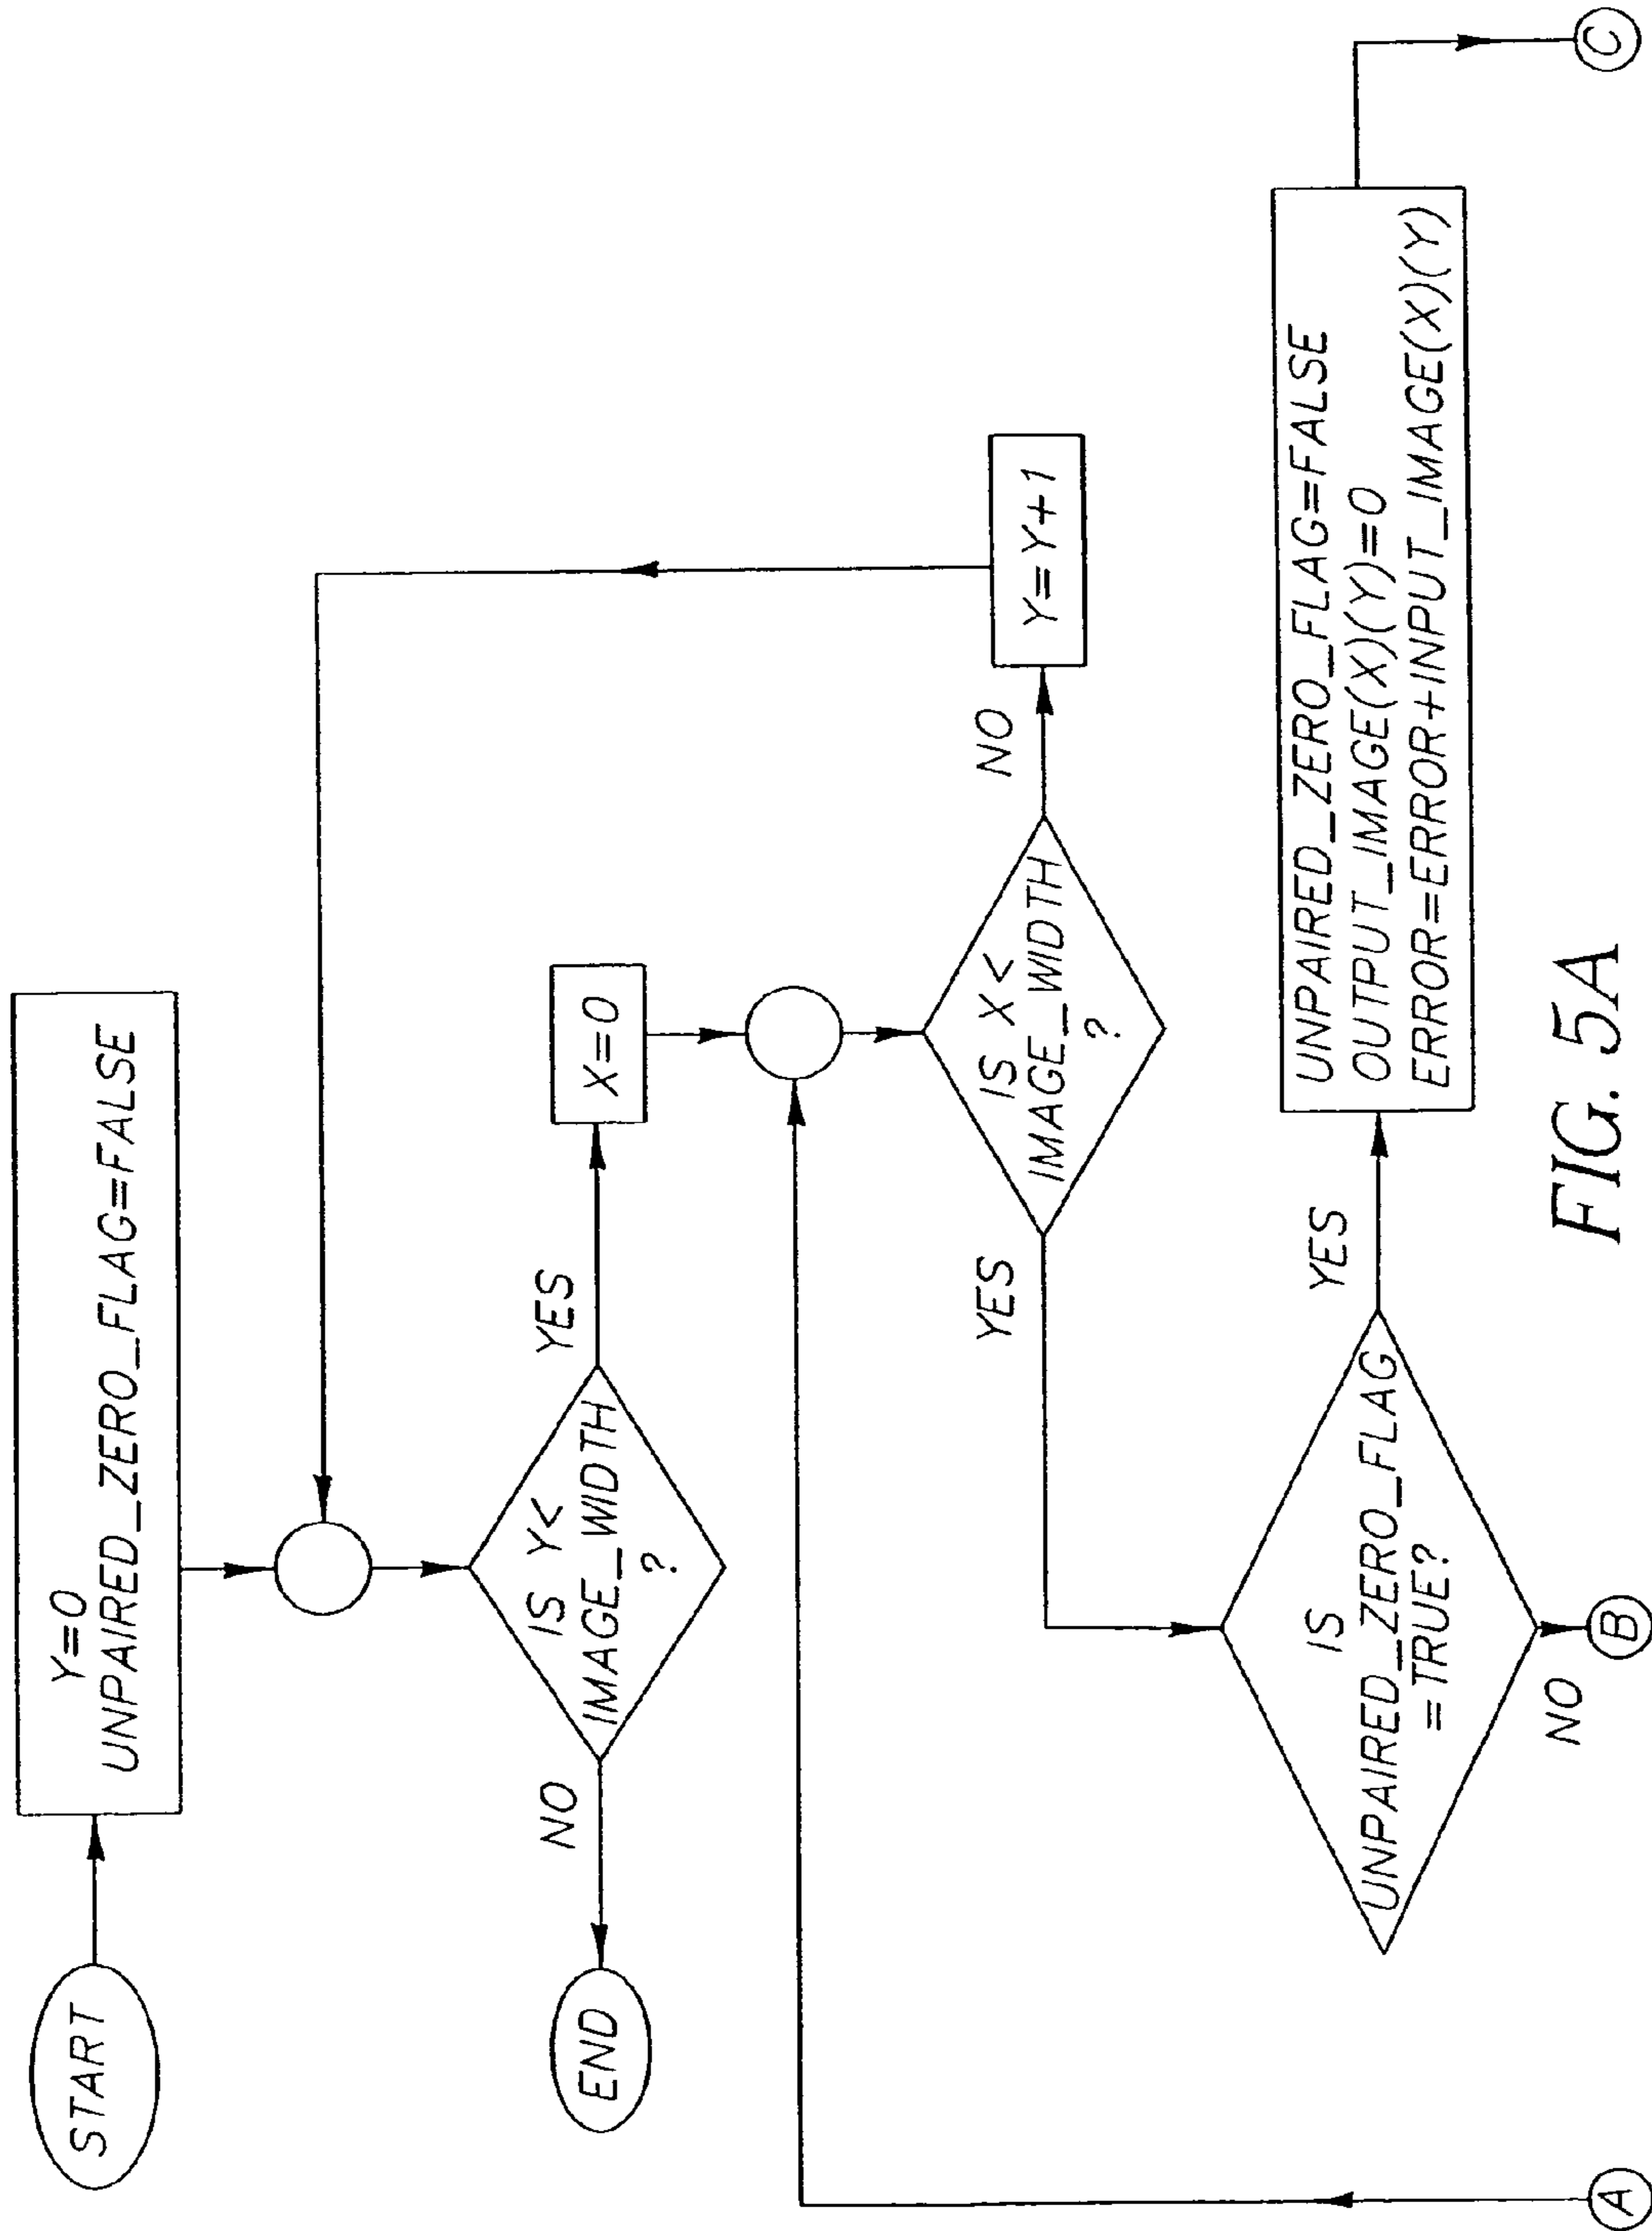 START
Y=0
UNPAIRED_ZERO_FLAG=FALSE
IS Y<
IMAGE_WIDTH
?
NO
YES
END
X=0
IS X<
IMAGE_WIDTH
?
YES
NO
Y=Y+1
IS
UNPAIRED_ZERO_FLAG
=TRUE?
YES
NO
UNPAIRED_ZERO_FLAG=FALSE
OUTPUT_IMAGE(X)(Y)=0
ERROR=ERROR+INPUT_IMAGE(X)(Y)
A
B
C
FIG. 5A